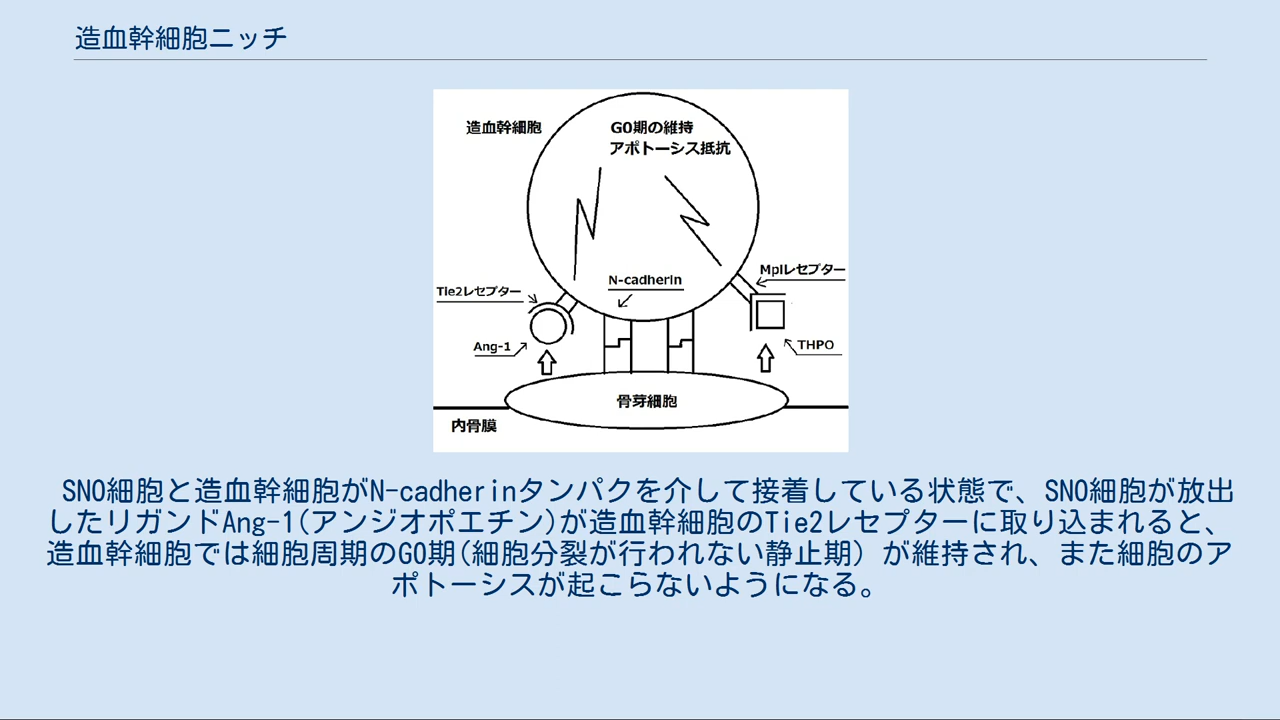 造血幹細胞ニッチ
造血幹細胞
G0期の維持
アポトーシス抵抗
N-cadherin
Mplレセプター
Tie2レセプター
Ang-1
THPO
骨芽細胞
内骨膜
SNO細胞と造血幹細胞がN-cadherinタンパクを介して接着している状態で、SNO細胞が放出
したリガンドAng-1(アンジオポエチン)が造血幹細胞のTie2レセプターに取り込まれると、
造血幹細胞では細胞周期のG0期(細胞分裂が行われない静止期) が維持され、また細胞のア
ポトーシスが起こらないようになる。